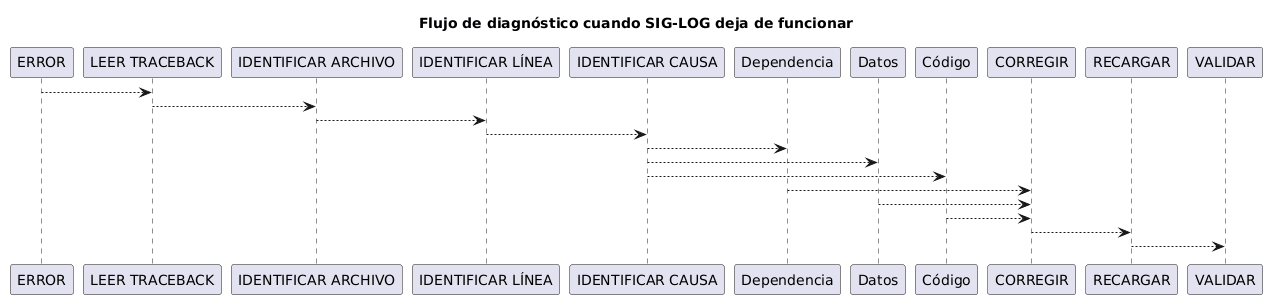 Flujo de diagnóstico cuando SIG-LOG deja de funcionar
ERROR LEER TRACEBACK IDENTIFICAR ARCHIVO IDENTIFICAR LÍNEA IDENTIFICAR CAUSA Dependencia Datos Código CORREGIR RECARGAR VALIDAR
ERROR LEER TRACEBACK IDENTIFICAR ARCHIVO IDENTIFICAR LÍNEA IDENTIFICAR CAUSA Dependencia Datos Código CORREGIR RECARGAR VALIDAR